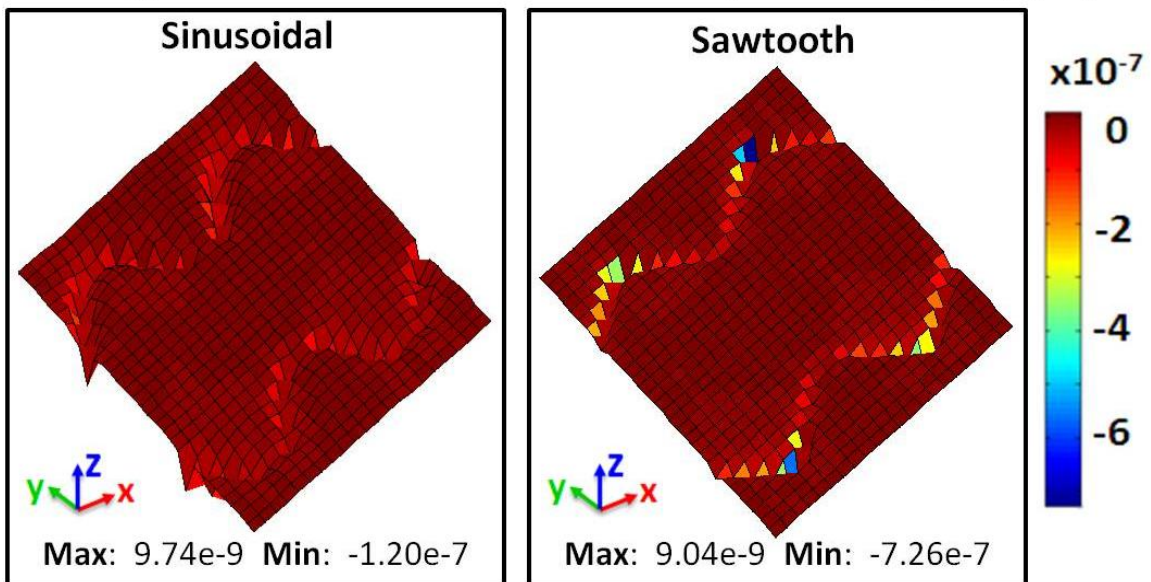 Sinusoidal
z
y
x
Max: 9.74e-9 Min: -1.20e-7
Sawtooth
z
y
x
Max: 9.04e-9 Min: -7.26e-7
x10-7
0
-2
-4
-6